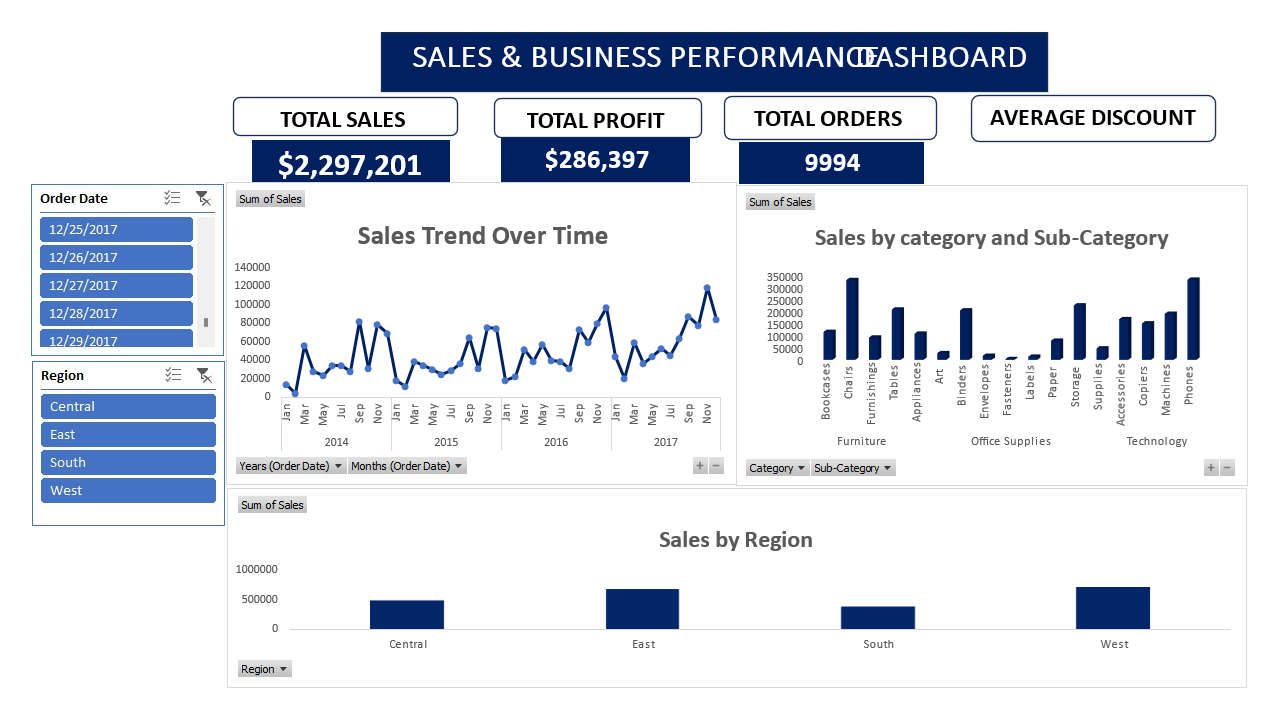 SALES & BUSINESS PERFORMANCE DASHBOARD
TOTAL SALES
TOTAL PROFIT
TOTAL ORDERS
AVERAGE DISCOUNT
$2,297,201
$286,397
9994
Order Date
12/25/2017
12/26/2017
12/27/2017
12/28/2017
12/29/2017
Region
Central
East
South
West
Sum of Sales
Sales Trend Over Time
140000
120000
100000
80000
60000
40000
20000
0
Jan Mar May Jul Sep Nov Jan Mar May Jul Sep Nov Jan Mar May Jul Sep Nov Jan Mar May Jul Sep Nov
2014 2015 2016 2017
Years (Order Date) Months (Order Date)
+ −
Sum of Sales
Sales by category and Sub-Category
350000
300000
250000
200000
150000
100000
50000
0
Bookcases Chairs Furnishings Tables Appliances Art Binders Envelopes Fasteners Labels Paper Storage Supplies Accessories Copiers Machines Phones
Furniture Office Supplies Technology
Category Sub-Category
+ −
Sum of Sales
Sales by Region
1000000
500000
0
Central East South West
Region